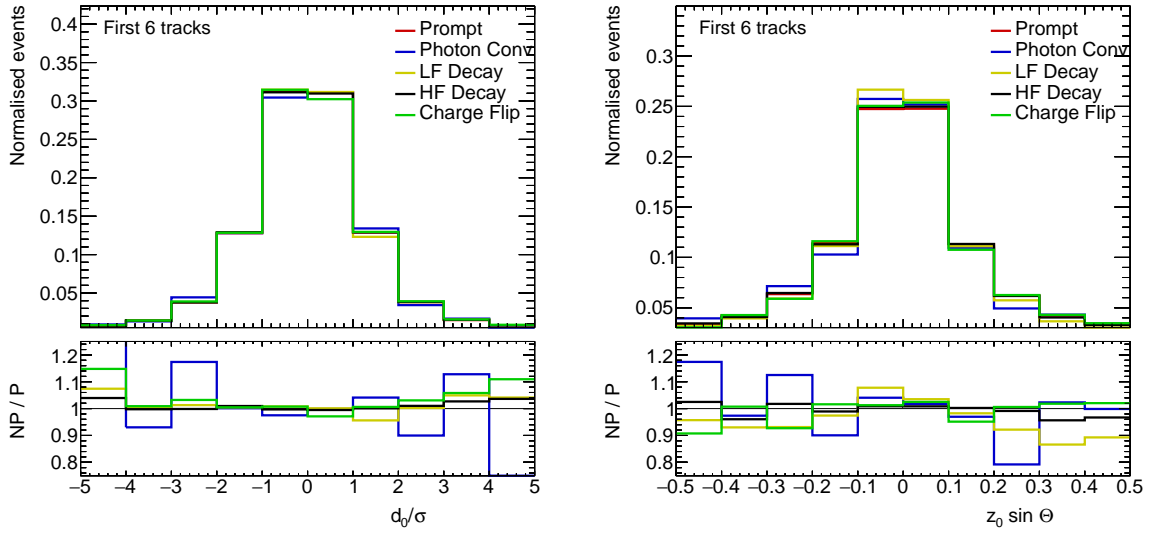 Normalised events
0.4
0.35
0.3
0.25
0.2
0.15
0.1
0.05
First 6 tracks
Prompt
Photon Conv
LF Decay
HF Decay
Charge Flip
NP / P
1.2
1.1
1
0.9
0.8
−5 −4 −3 −2 −1 0 1 2 3 4 5
d0/σ
Normalised events
0.3
0.25
0.2
0.15
0.1
0.05
First 6 tracks
Prompt
Photon Conv
LF Decay
HF Decay
Charge Flip
NP / P
1.2
1.1
1
0.9
0.8
−0.5 −0.4 −0.3 −0.2 −0.1 0 0.1 0.2 0.3 0.4 0.5
z0 sin Θ